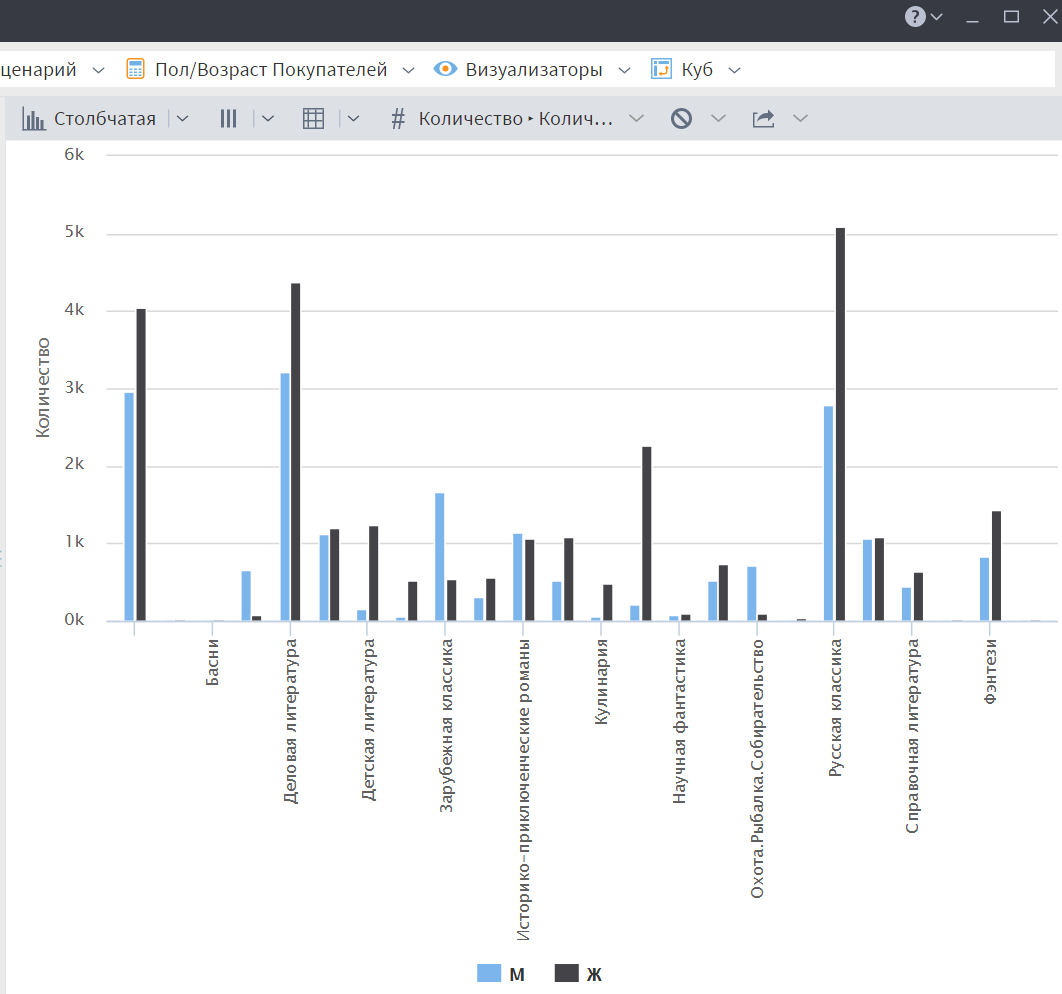 ?
ценарий Пол/Возраст Покупателей Визуализаторы Куб
Столбчатая # Количество ‣ Колич...
6k
5k
4k
3k
2k
1k
0k
Количество
Басни
Деловая литература
Детская литература
Зарубежная классика
Историко-приключенческие романы
Кулинария
Научная фантастика
Охота.Рыбалка.Собирательство
Русская классика
Справочная литература
Фэнтези
М Ж